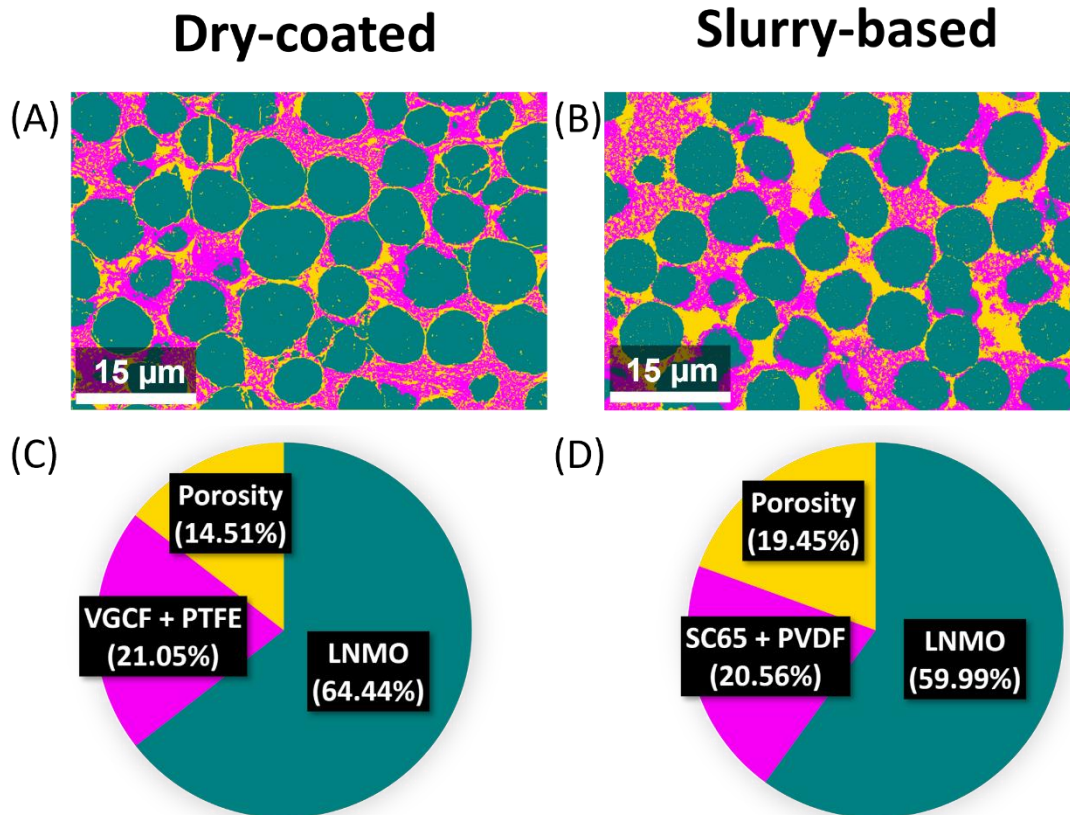 Dry-coated
Slurry-based
(A)
(B)
15 µm
15 µm
(C)
(D)
Porosity
(14.51%)
VGCF + PTFE
(21.05%)
LNMO
(64.44%)
Porosity
(19.45%)
SC65 + PVDF
(20.56%)
LNMO
(59.99%)